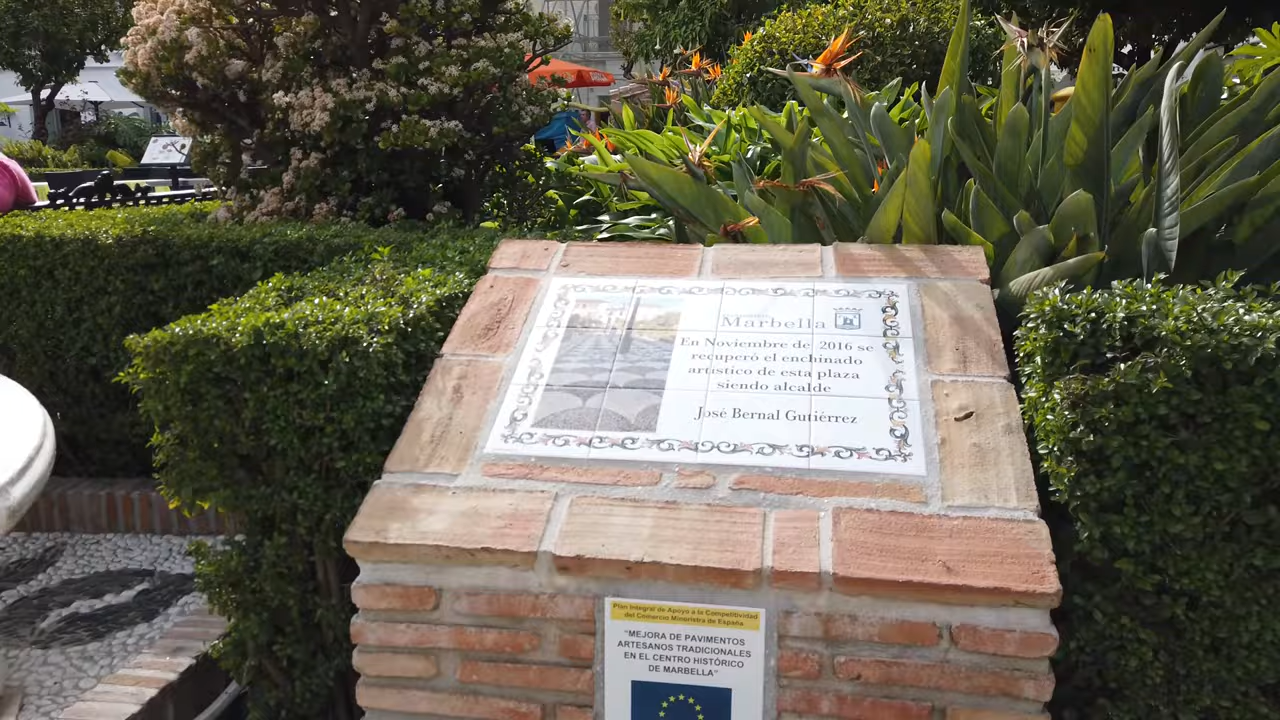 Marbella
En Noviembre de 2016 se
recuperó el enchinado
artístico de esta plaza
siendo alcalde
José Bernal Gutiérrez
Plan Integral de Apoyo a la Competitividad
del Comercio Minorista de España
"MEJORA DE PAVIMENTOS
ARTESANOS TRADICIONALES
EN EL CENTRO HISTÓRICO
DE MARBELLA"